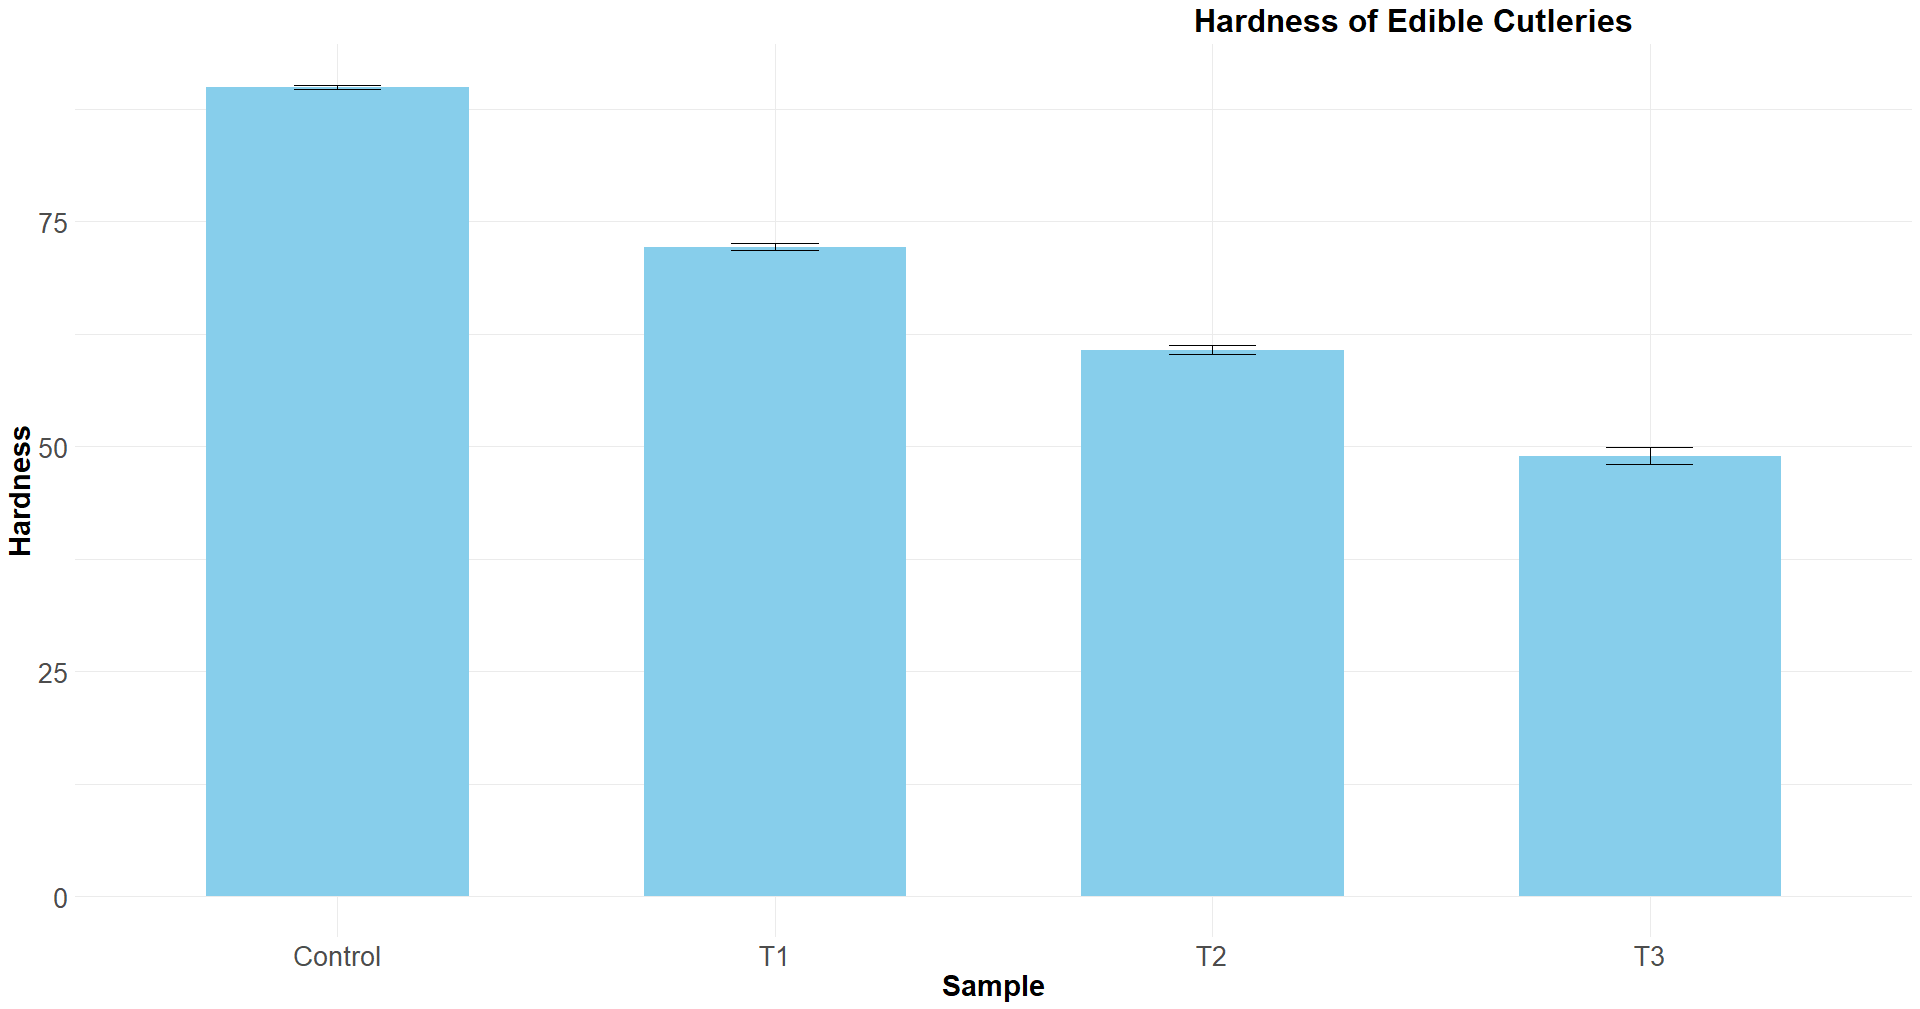 Hardness of Edible Cutleries
Hardness
75
50
25
0
Control
T1
T2
T3
Sample